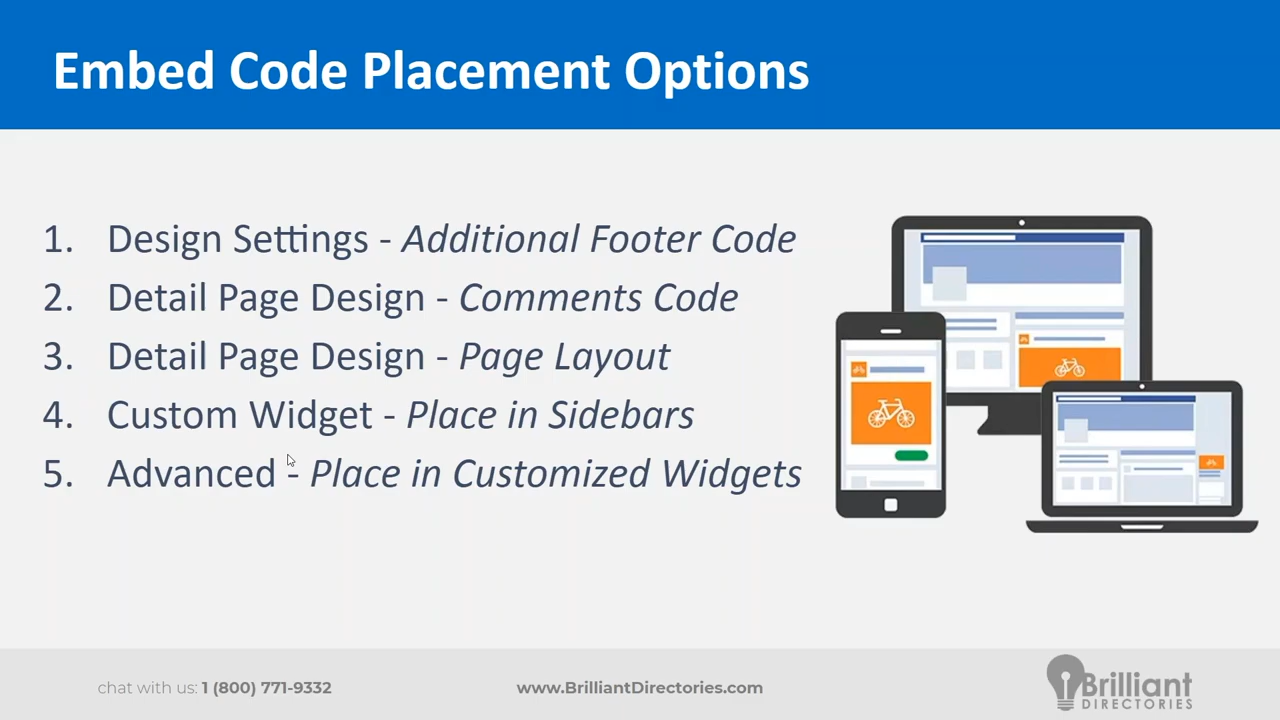 Embed Code Placement Options
1. Design Settings - Additional Footer Code
2. Detail Page Design - Comments Code
3. Detail Page Design - Page Layout
4. Custom Widget - Place in Sidebars
5. Advanced - Place in Customized Widgets
chat with us: 1 (800) 771-9332
www.BrilliantDirectories.com
Brilliant
DIRECTORIES